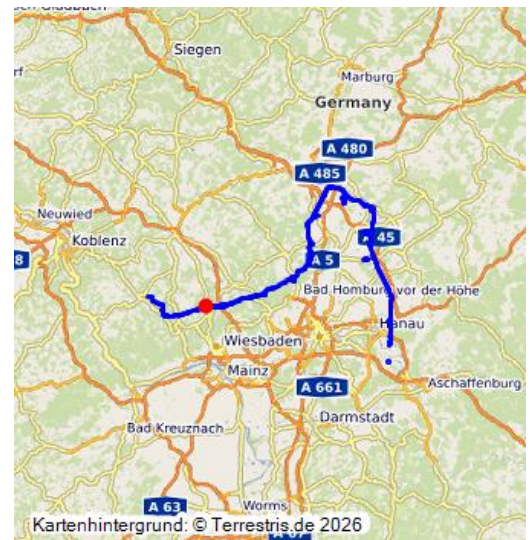 Siegen
Marburg
Germany
A 480
A 485
Neuwied
Koblenz
A 45
8
A 5
Bad Homburg vor der Höhe
Hanau
Wiesbaden
Mainz
A 661
Aschaffenburg
Darmstadt
Bad Kreuznach
A 63
Worms
Kartenhintergrund: © Terrestris.de 2026